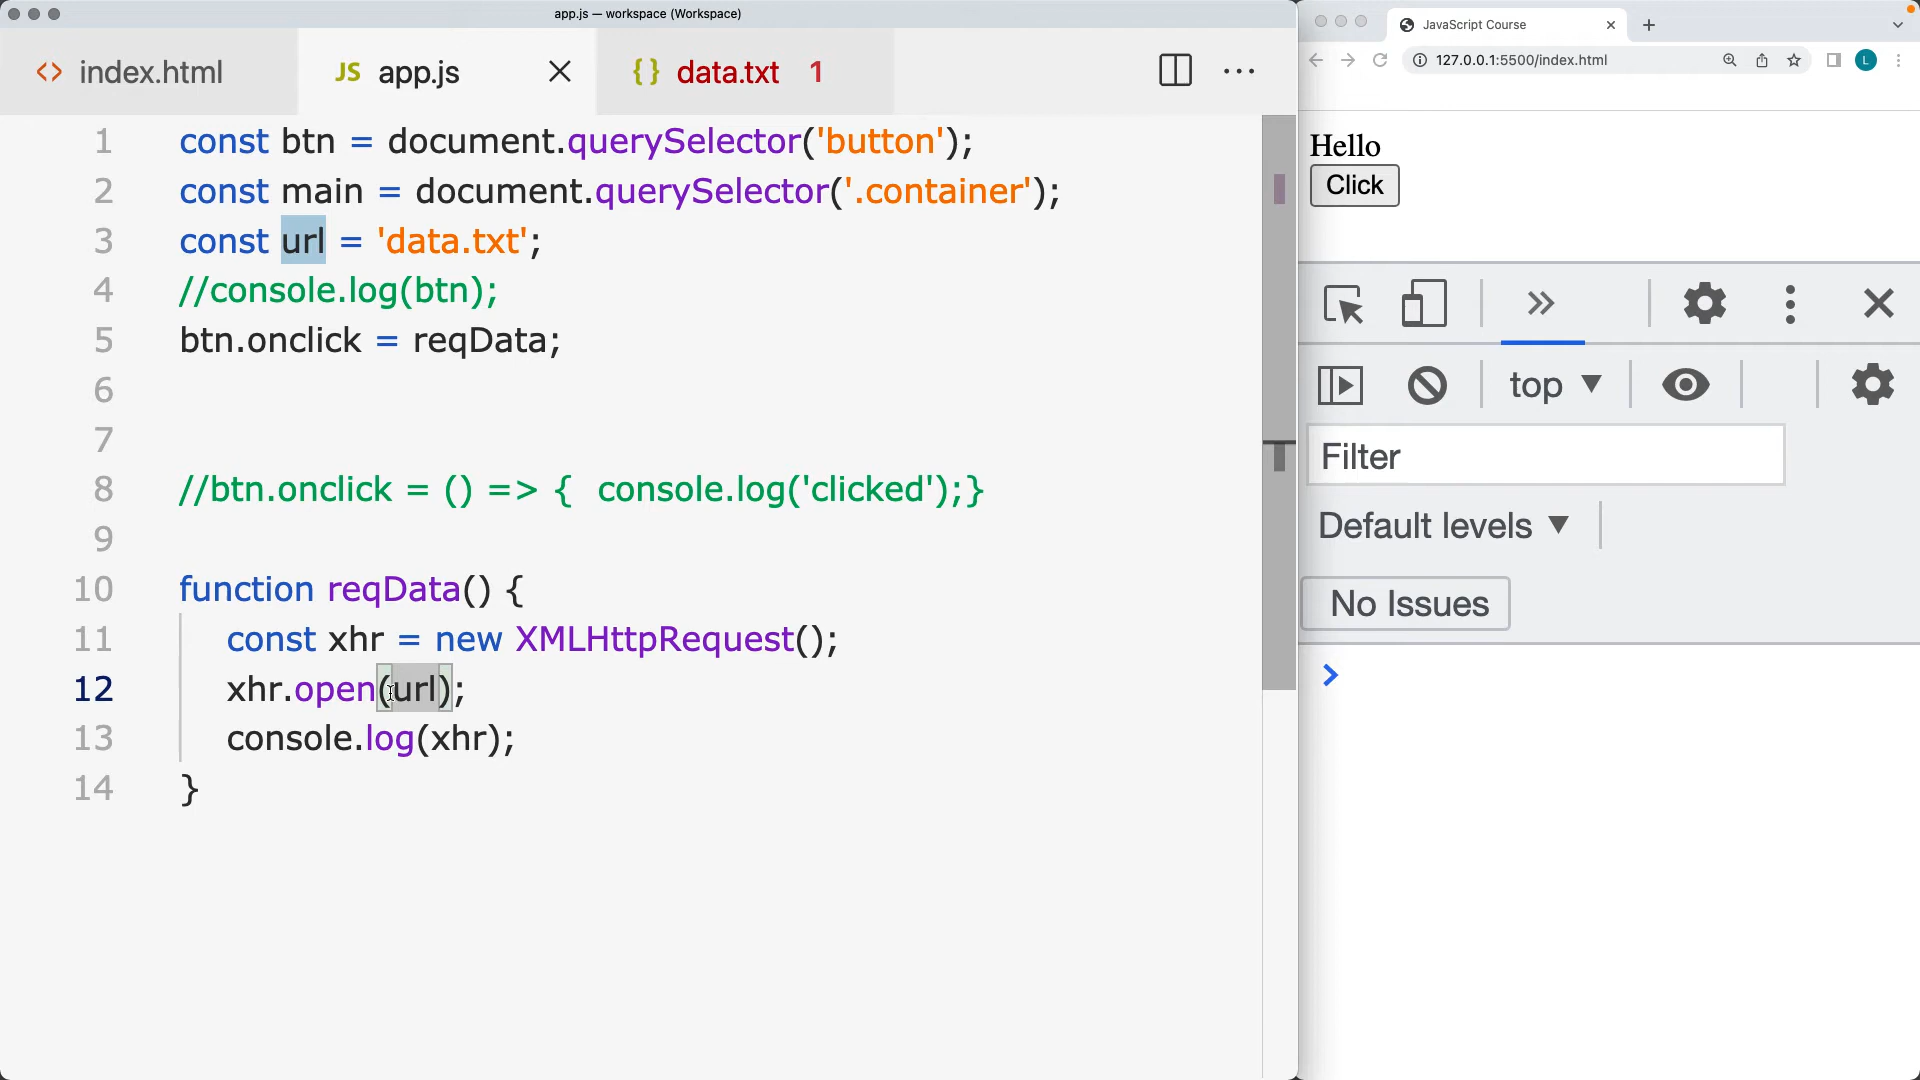 app.js — workspace (Workspace)
<> index.html
JS app.js
{} data.txt 1
1 const btn = document.querySelector('button');
2 const main = document.querySelector('.container');
3 const url = 'data.txt';
4 //console.log(btn);
5 btn.onclick = reqData;
6
7
8 //btn.onclick = () => {  console.log('clicked');}
9
10 function reqData() {
11 const xhr = new XMLHttpRequest();
12 xhr.open(url);
13 console.log(xhr);
14 }
JavaScript Course
127.0.0.1:5500/index.html
L
Hello
Click
top
Filter
Default levels
No Issues